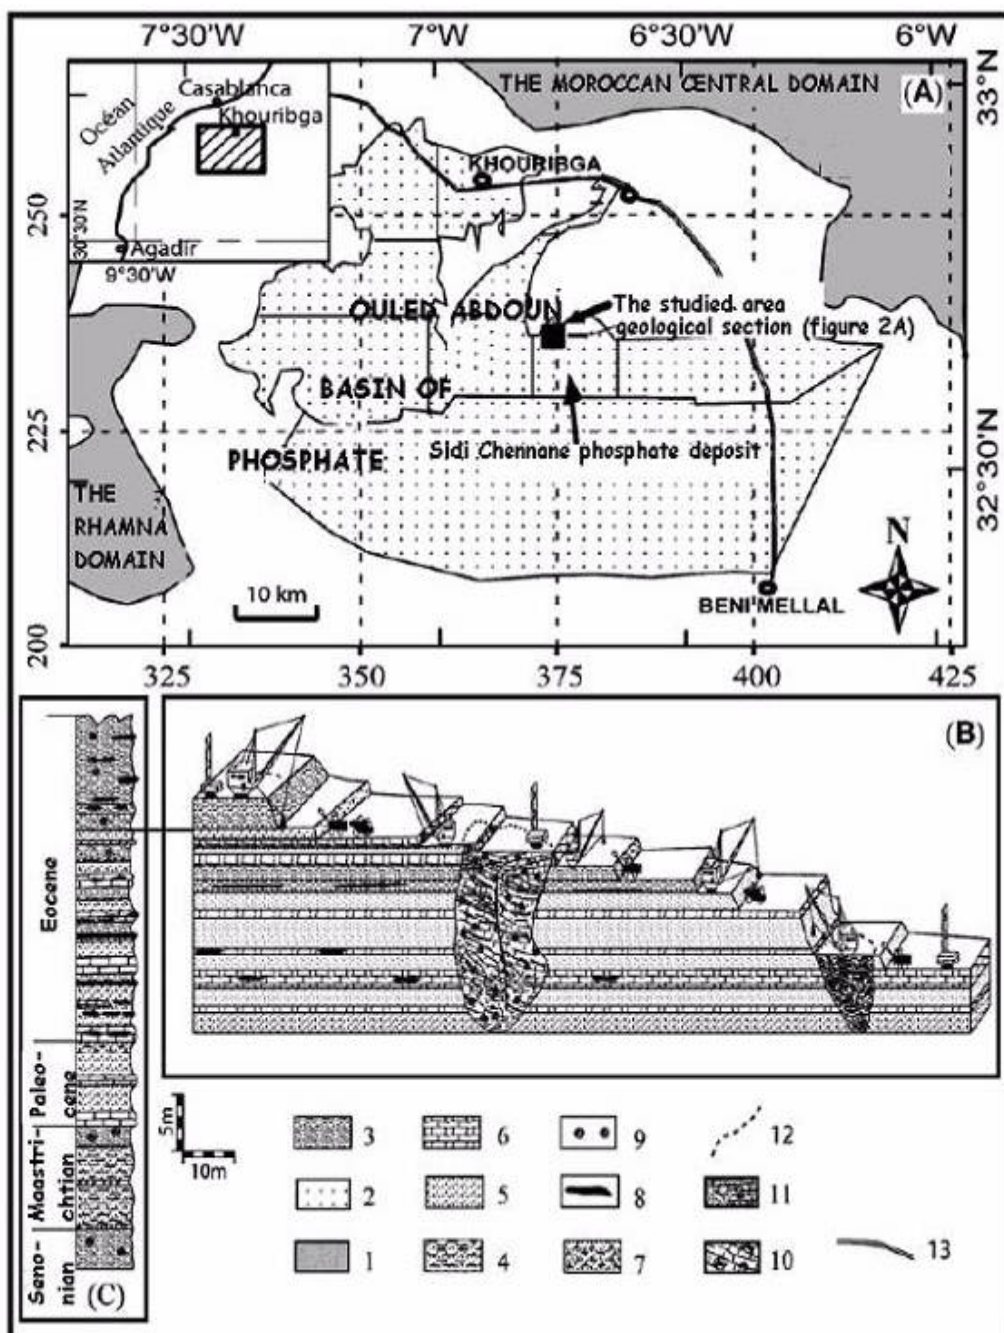 7°30'W
7°W
6°30'W
6°W
THE MOROCCAN CENTRAL DOMAIN
(A)
33°N
Casablanca
Khouribga
Océan
Atlantique
30°30'N
Agadir
9°30'W
KHOURIBGA
250
OULED ABDOUN
The studied area
geological section (figure 2A)
BASIN OF
225
Sidi Chennane phosphate deposit
PHOSPHATE
32°30'N
THE
RHAMNA
DOMAIN
N
10 km
BENI MELLAL
200
325
350
375
400
425
(B)
Eocene
Paleo-
cene
Maastri-
chtian
Seno-
nian
(C)
5m
10m
3
6
9
12
2
5
8
11
1
4
7
10
13